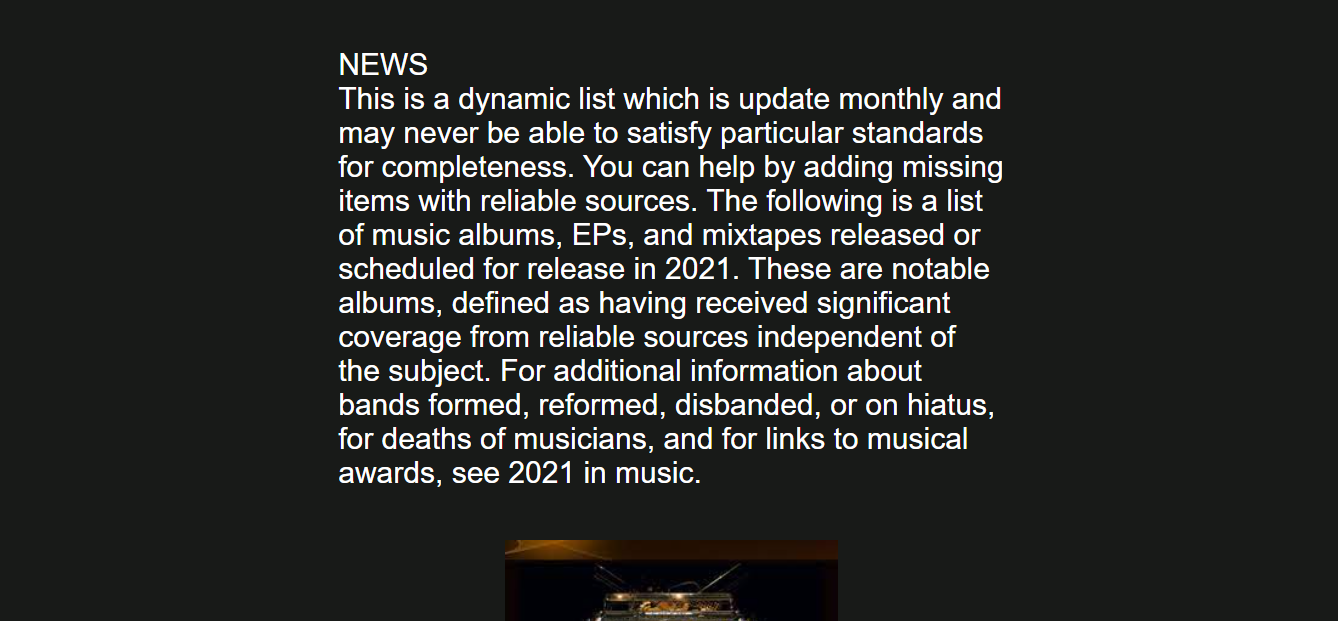 NEWS
This is a dynamic list which is update monthly and
may never be able to satisfy particular standards
for completeness. You can help by adding missing
items with reliable sources. The following is a list
of music albums, EPs, and mixtapes released or
scheduled for release in 2021. These are notable
albums, defined as having received significant
coverage from reliable sources independent of
the subject. For additional information about
bands formed, reformed, disbanded, or on hiatus,
for deaths of musicians, and for links to musical
awards, see 2021 in music.